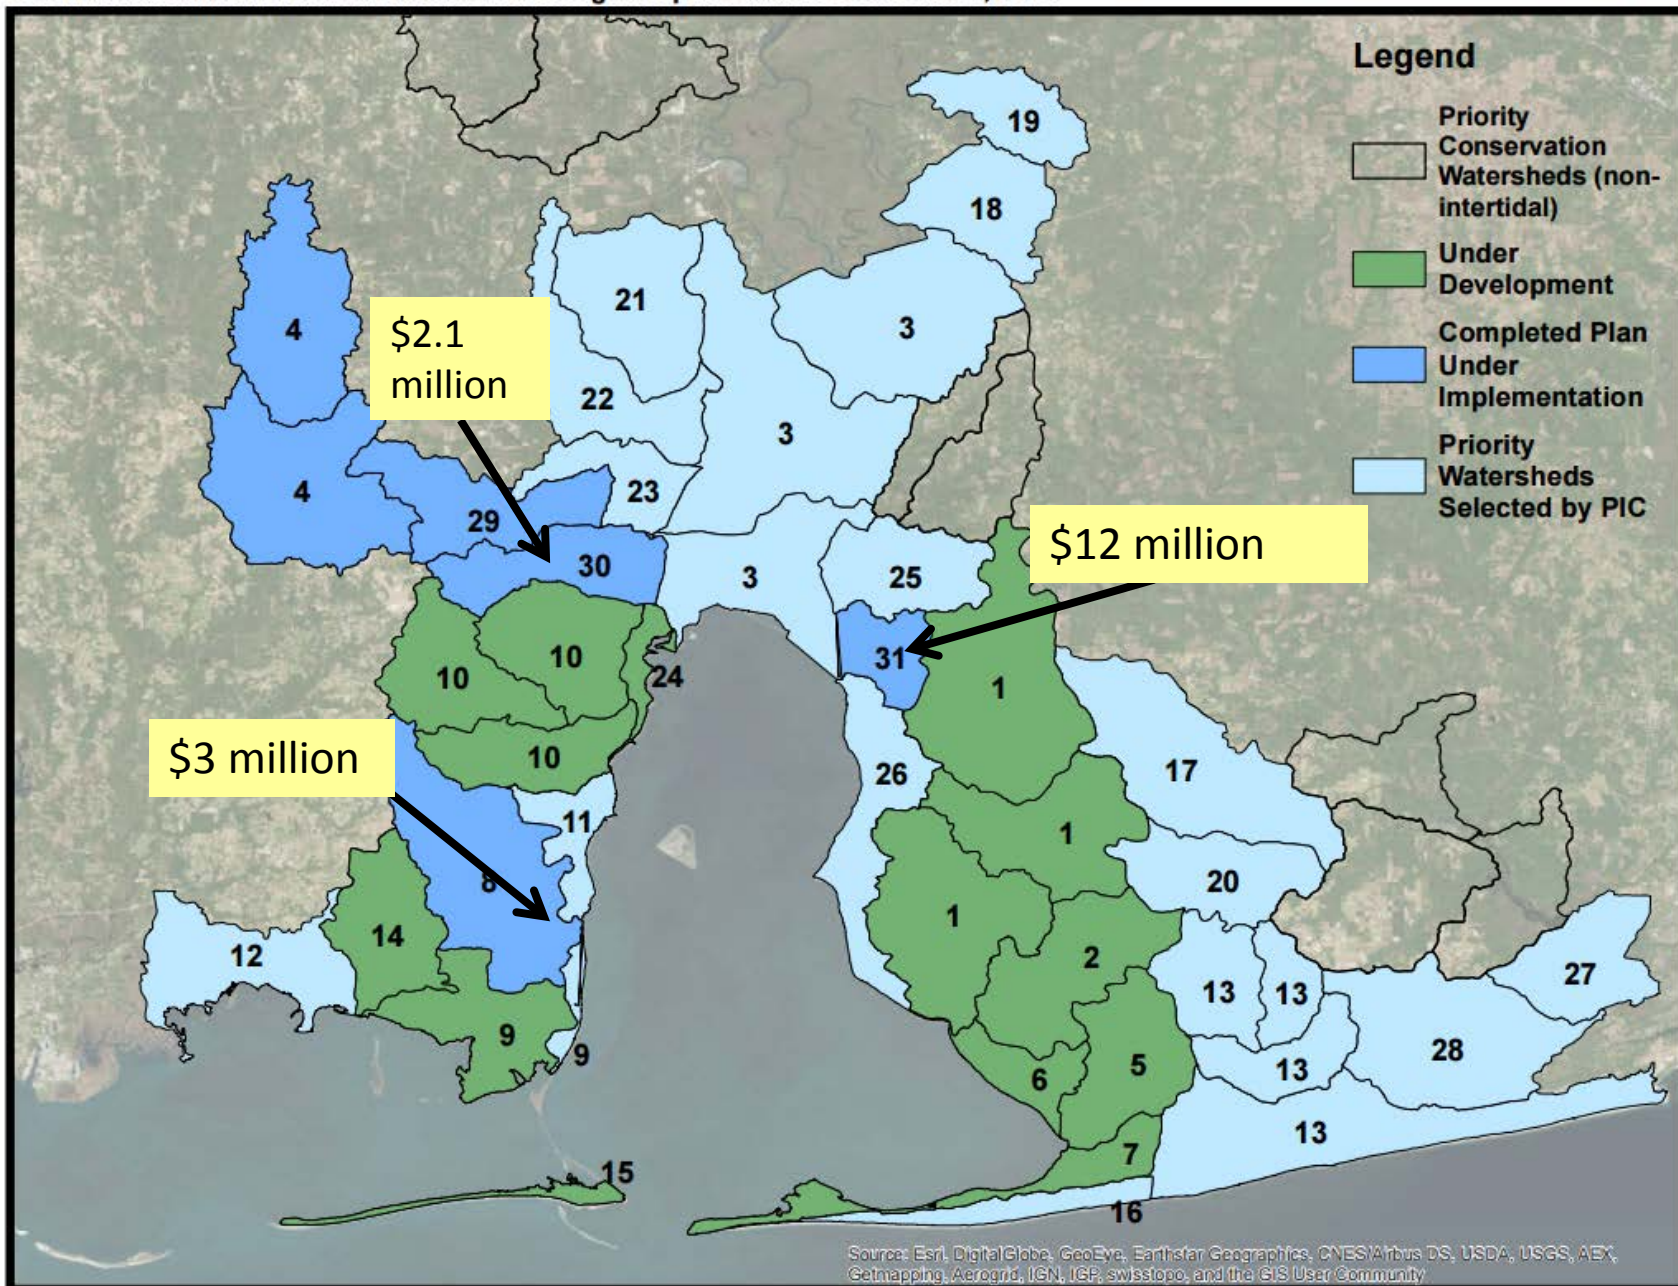 Legend
Priority
Conservation
Watersheds (non-
intertidal)
Under
Development
Completed Plan
Under
Implementation
Priority
Watersheds
Selected by PIC
19
18
21
3
4
$2.1
million
22
3
4
23
29
$12 million
30
3
25
31
10
10
24
1
$3 million
10
26
17
11
1
8
20
14
1
12
2
13
13
27
9
9
28
5
13
6
13
7
15
16
Source: Esri, DigitalGlobe, GeoEye, Earthstar Geographics, CNES/Airbus DS, USDA, USGS, AEX,
Getmapping, Aerogrid, IGN, IGP, swisstopo, and the GIS User Community